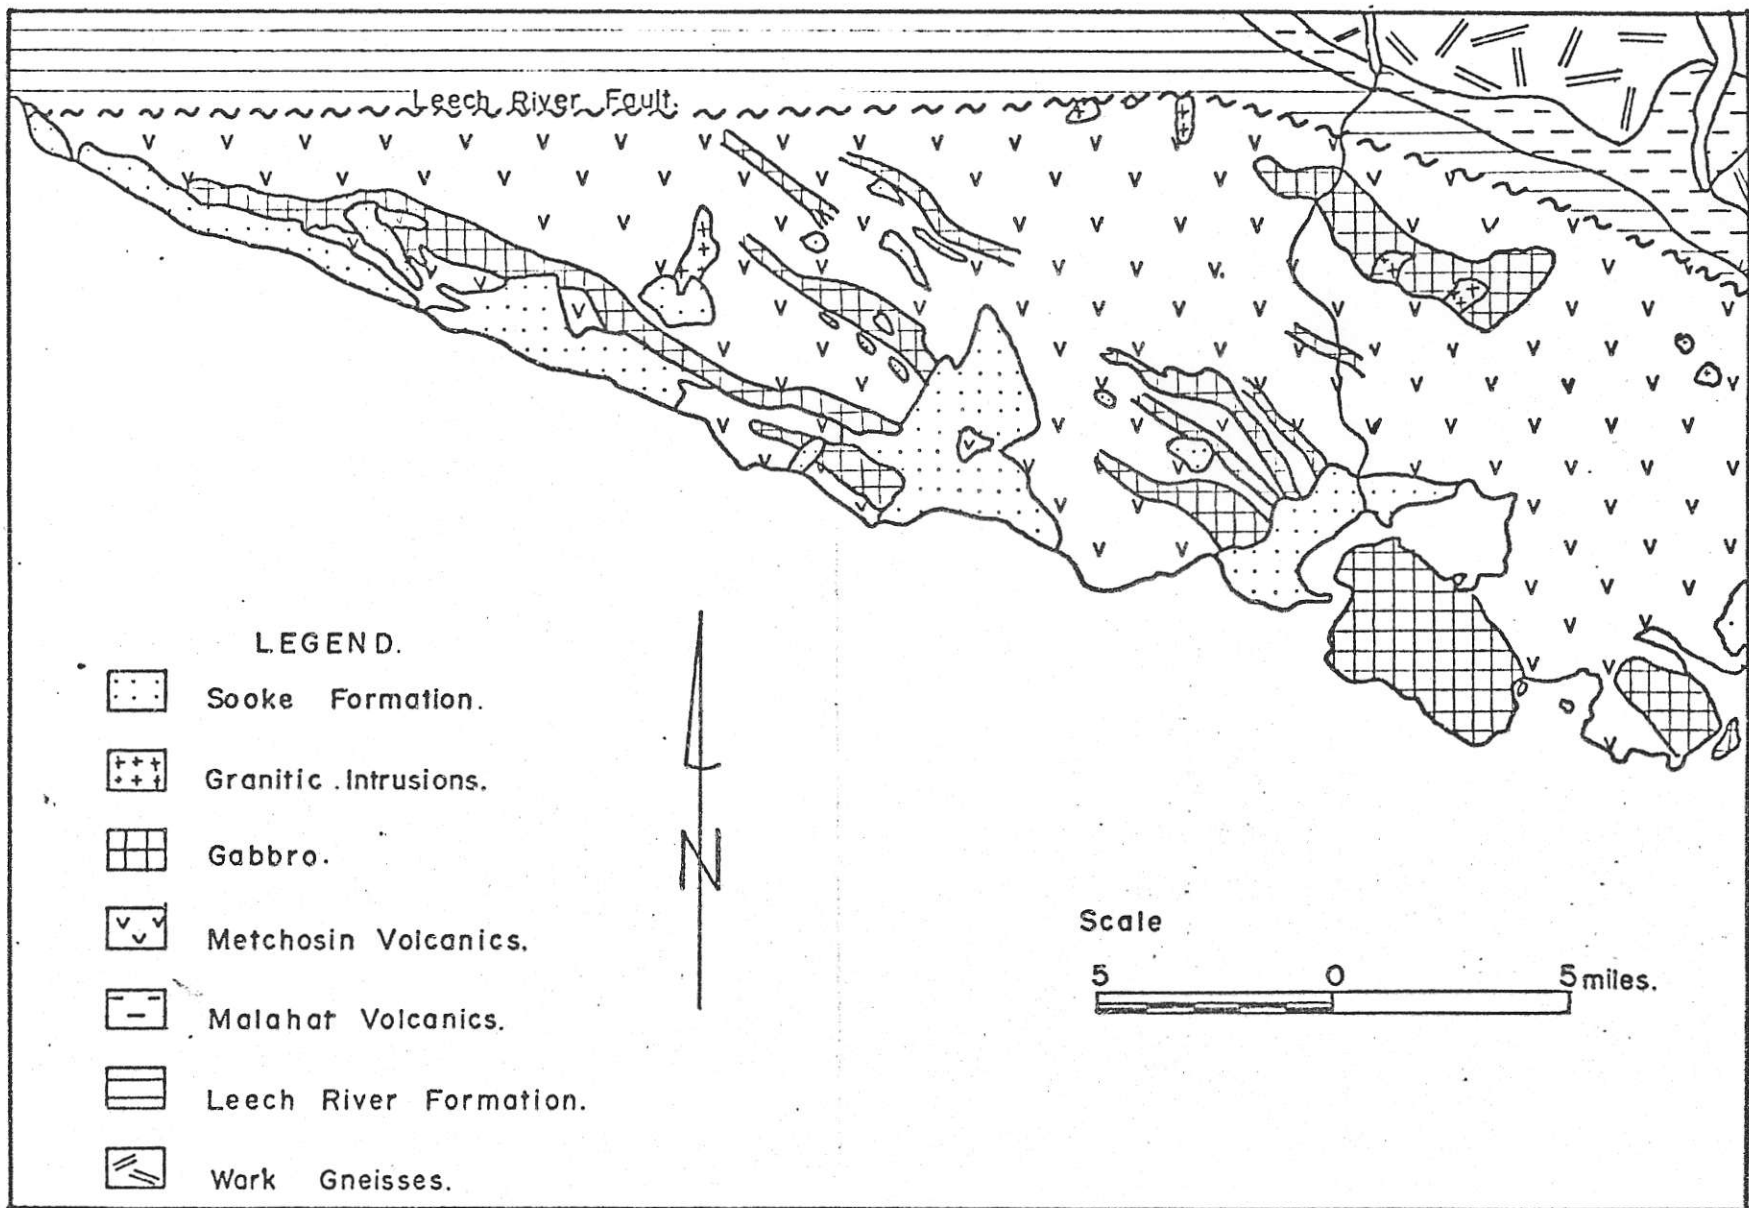 Leech River Fault.
LEGEND.
Sooke Formation.
Granitic .Intrusions.
Gabbro.
Metchosin Volcanics.
Malahat Volcanics.
Leech River Formation.
Wark Gneisses.
N
Scale
5 0 5 miles.